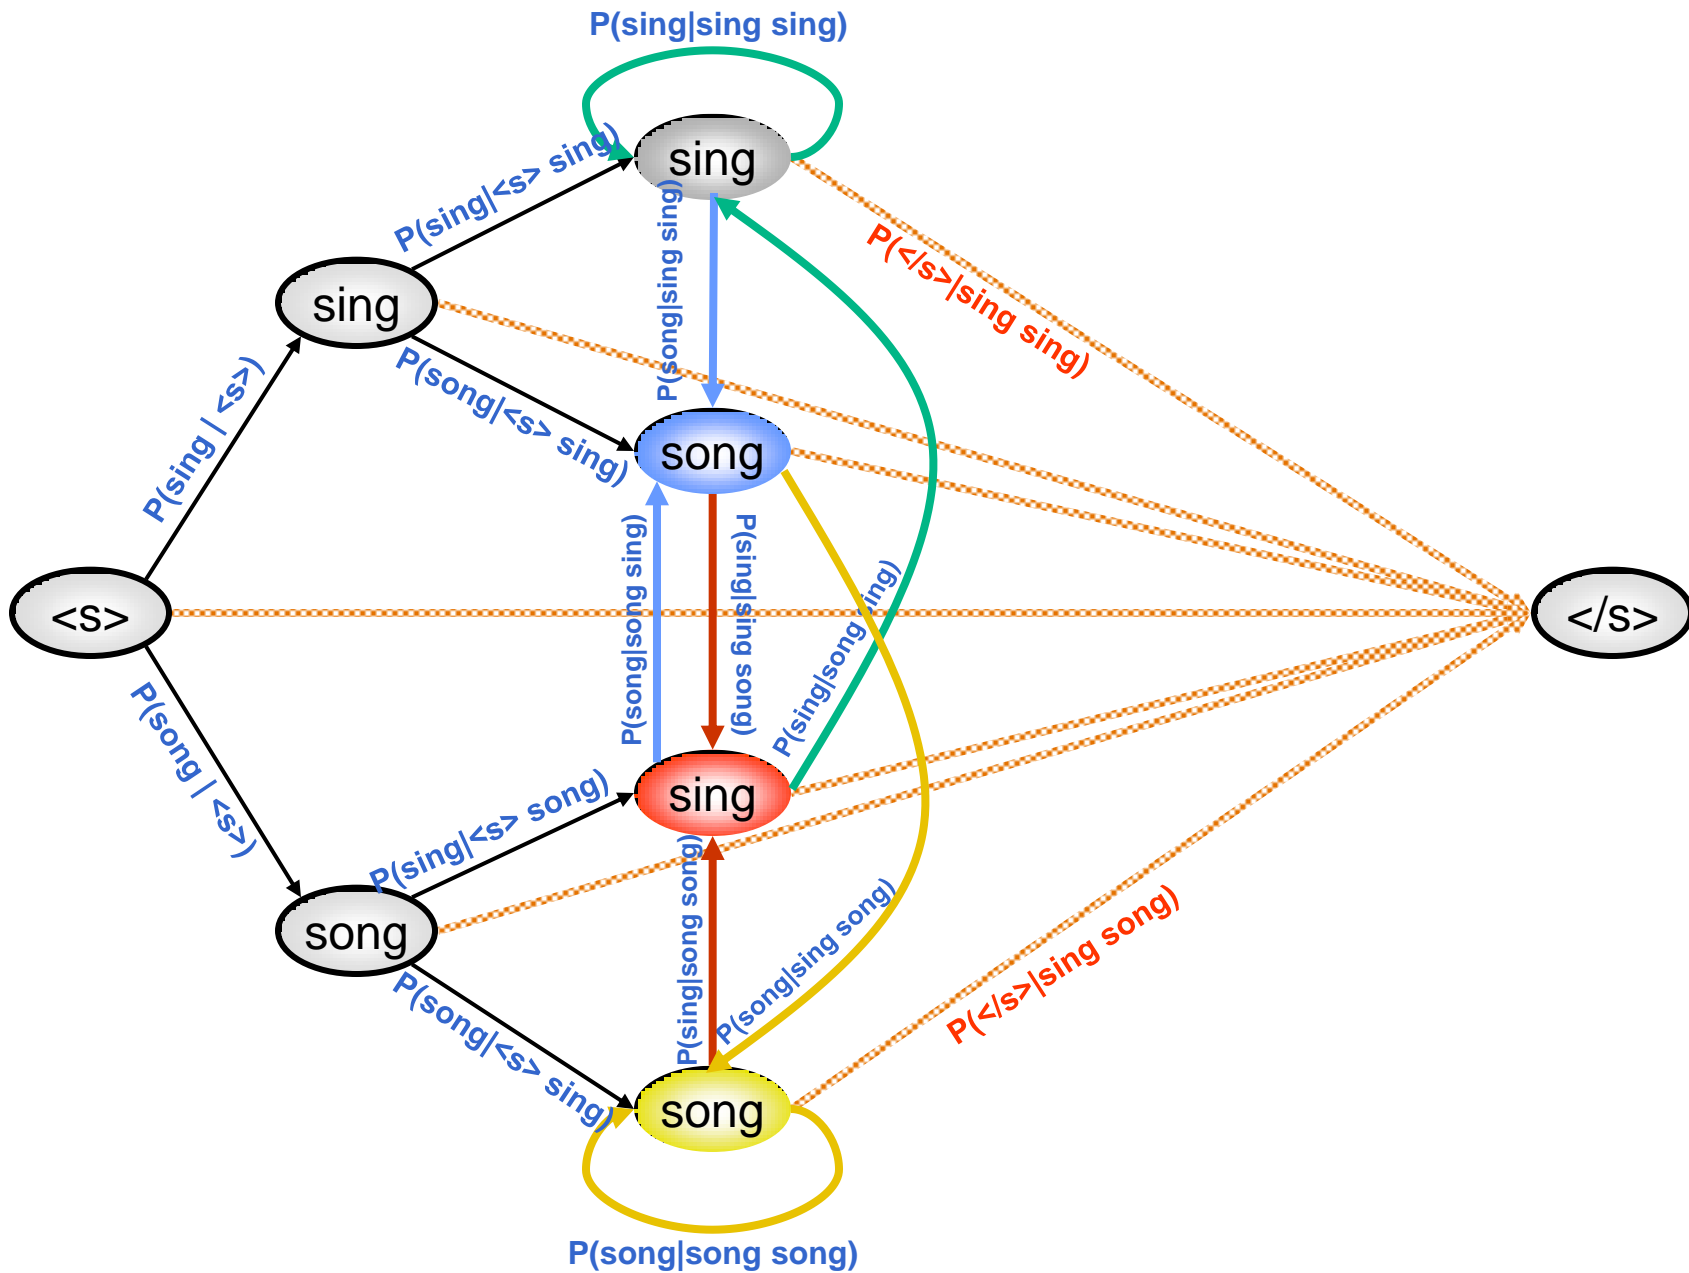 P(sing|sing sing)
sing
P(sing|<s> sing)
P(song|sing sing)
P(</s>|sing sing)
sing
P(sing | <s>)
P(song|<s> sing)
song
P(song|song sing)
P(sing|sing song)
P(sing|song sing)
<s>
</s>
P(song | <s>)
P(sing|<s> song)
sing
song
P(sing|song song)
P(song|sing song)
P(</s>|sing song)
P(song|<s> sing)
song
P(song|song song)